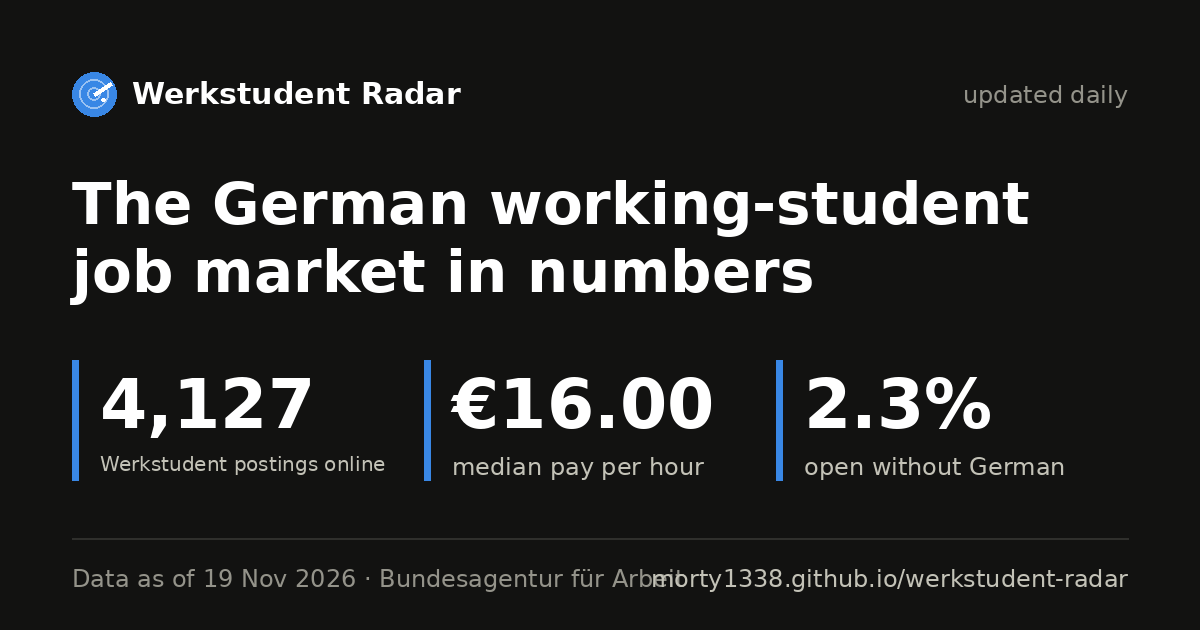 Werkstudent Radar
updated daily
The German working-student
job market in numbers
4,127
Werkstudent postings online
€16.00
median pay per hour
2.3%
open without German
Data as of 19 Nov 2026 · Bundesagentur für Arbeit
morty1338.github.io/werkstudent-radar